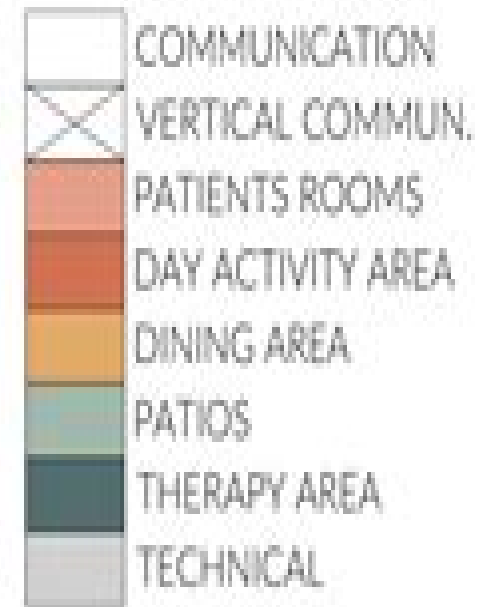 COMMUNICATION
VERTICAL COMMUN.
PATIENTS ROOMS
DAY ACTIVITY AREA
DINING AREA
PATIOS
THERAPY AREA
TECHNICAL